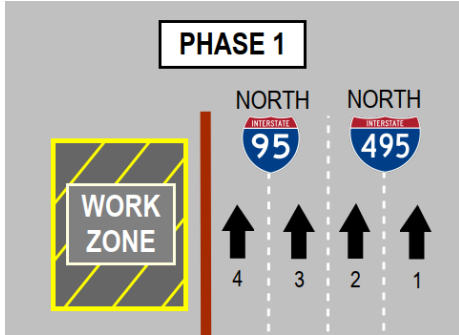 PHASE 1
NORTH NORTH
INTERSTATE INTERSTATE
95 495
WORK
ZONE
4 3 2 1